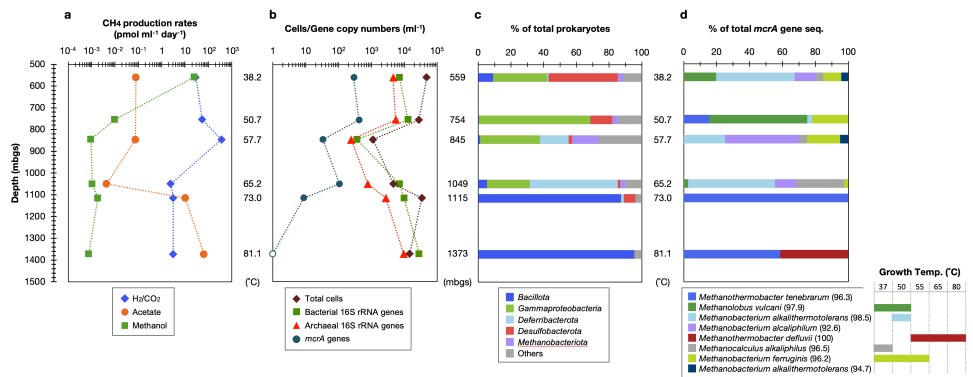 a
CH4 production rates
(pmol ml⁻¹ day⁻¹)
10⁻⁴ 10⁻³ 10⁻² 10⁻¹ 10⁰ 10¹ 10² 10³
Depth (mbgs)
500
600
700
800
900
1000
1100
1200
1300
1400
1500
H₂/CO₂
Acetate
Methanol
b
Cells/Gene copy numbers (ml⁻¹)
1 10¹ 10² 10³ 10⁴ 10⁵
38.2
50.7
57.7
65.2
73.0
81.1
(˚C)
Total cells
Bacterial 16S rRNA genes
Archaeal 16S rRNA genes
mcrA genes
c
% of total prokaryotes
0 20 40 60 80 100
559
754
845
1049
1115
1373
(mbgs)
Bacillota
Gammaproteobacteria
Deferribacterota
Desulfobacterota
Methanobacteriota
Others
d
% of total mcrA gene seq.
0 20 40 60 80 100
38.2
50.7
57.7
65.2
73.0
81.1
(˚C)
Methanothermobacter tenebrarum (96.3)
Methanolobus vulcani (97.9)
Methanobacterium alkalithermotolerans (98.5)
Methanobacterium alcaliphilum (92.6)
Methanothermobacter defluvii (100)
Methanocalculus alkaliphilus (96.5)
Methanobacterium ferruginis (96.2)
Methanobacterium alkalithermotolerans (94.7)
Growth Temp. (˚C)
37 50 55 65 80